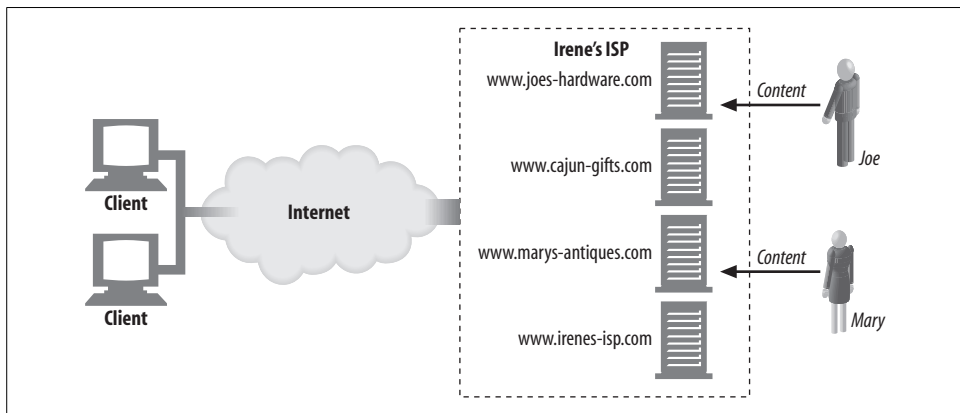 Irene's ISP
www.joes-hardware.com
Content
Joe
www.cajun-gifts.com
Client
Internet
www.marys-antiques.com
Content
Client
Mary
www.irenes-isp.com